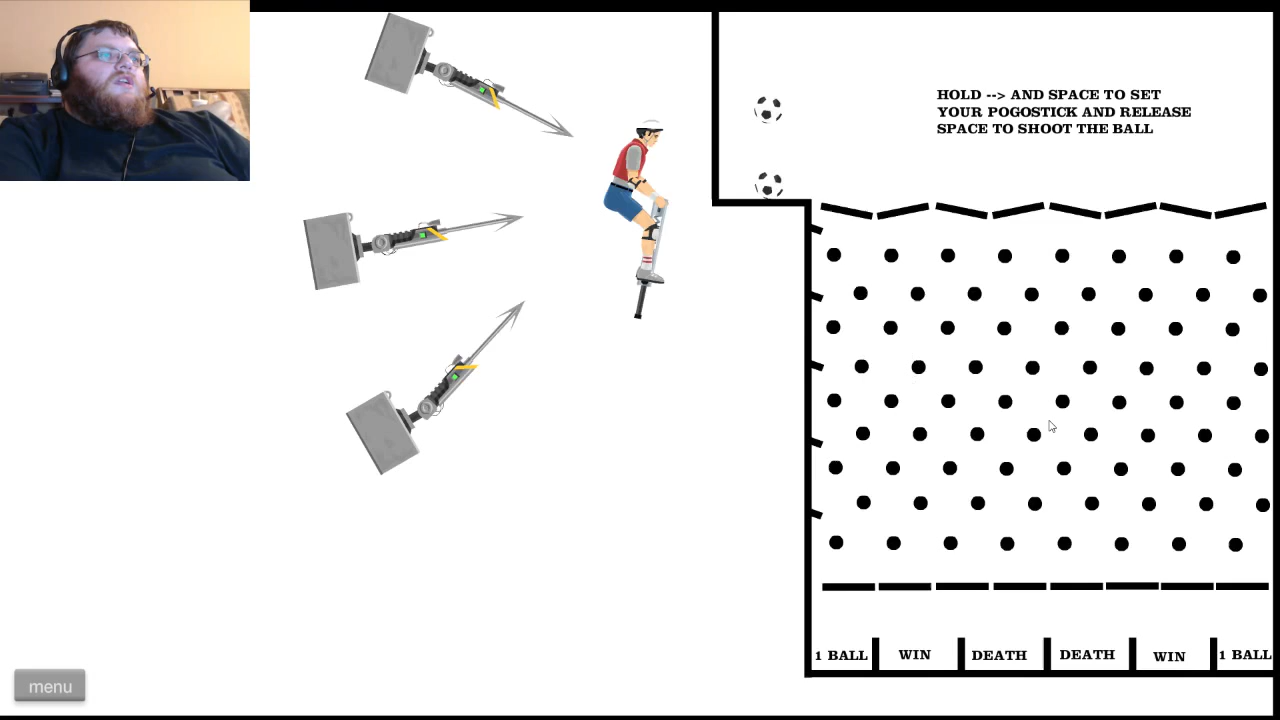 HOLD --> AND SPACE TO SET
YOUR POGOSTICK AND RELEASE
SPACE TO SHOOT THE BALL
1 BALL
WIN
DEATH
DEATH
WIN
1 BALL
menu